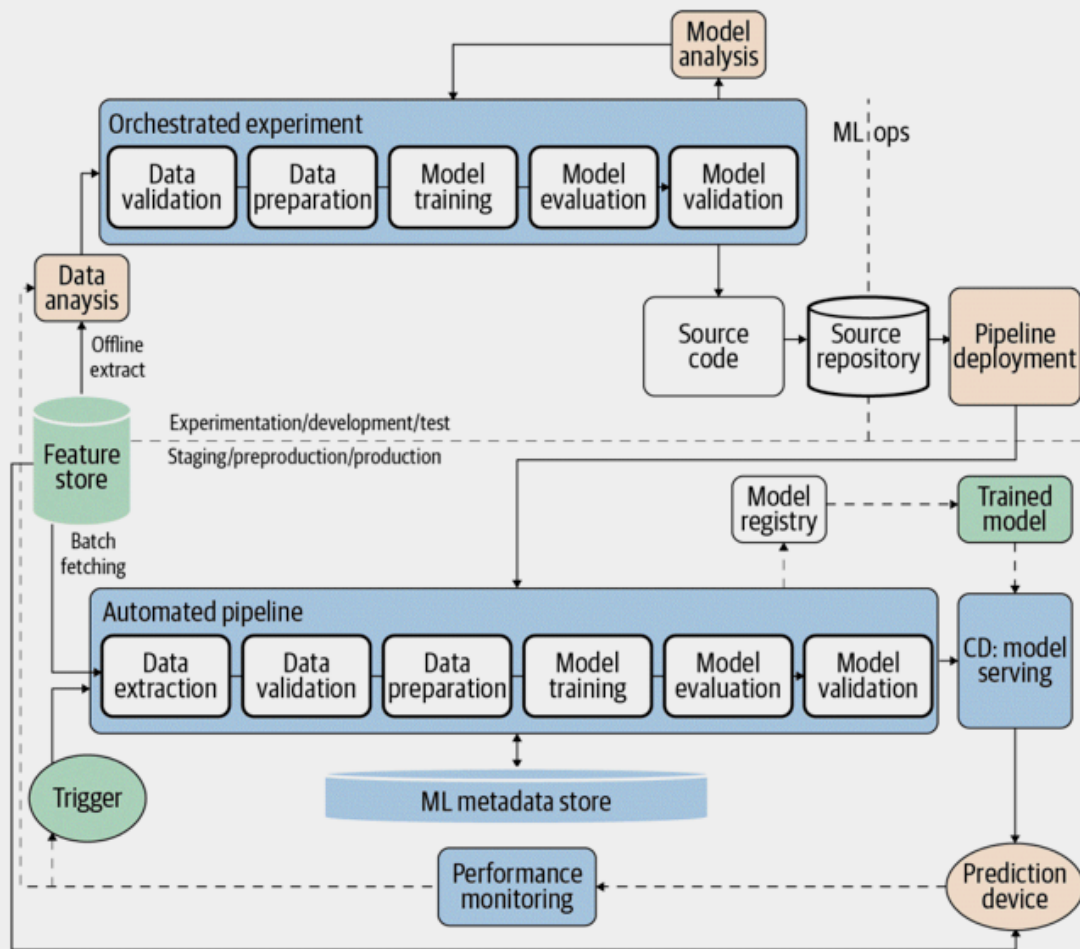 Model
analysis
Orchestrated experiment
ML ops
Data
validation
Data
preparation
Model
training
Model
evaluation
Model
validation
Data
anaysis
Offline
extract
Source
code
Source
repository
Pipeline
deployment
Experimentation/development/test
Feature
store
Staging/preproduction/production
Model
registry
Trained
model
Batch
fetching
Automated pipeline
Data
extraction
Data
validation
Data
preparation
Model
training
Model
evaluation
Model
validation
CD: model
serving
Trigger
ML metadata store
Performance
monitoring
Prediction
device